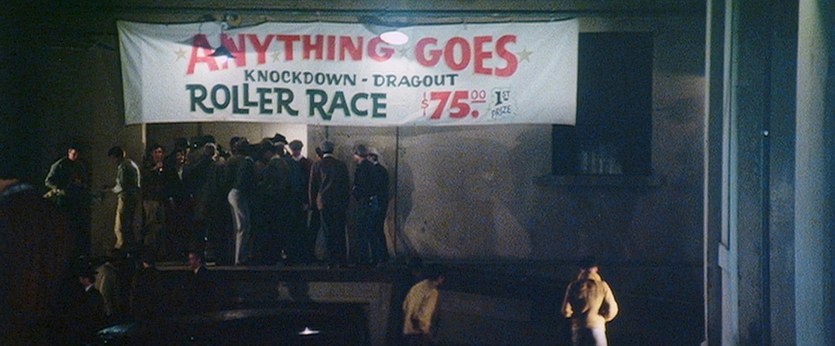 ANYTHING GOES
KNOCKDOWN - DRAGOUT
ROLLER RACE $75.00 1ST PRIZE